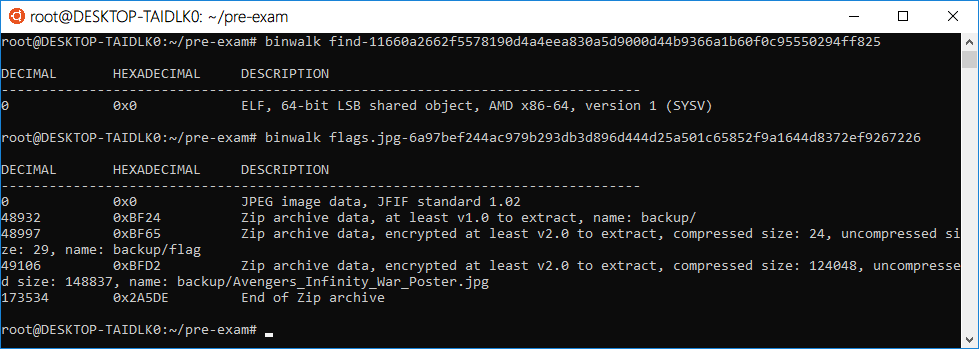 root@DESKTOP-TAIDLK0: ~/pre-exam
root@DESKTOP-TAIDLK0:~/pre-exam# binwalk find-11660a2662f5578190d4a4eea830a5d9000d44b9366a1b60f0c95550294ff825
DECIMAL       HEXADECIMAL     DESCRIPTION
--------------------------------------------------------------------------------
0             0x0             ELF, 64-bit LSB shared object, AMD x86-64, version 1 (SYSV)
root@DESKTOP-TAIDLK0:~/pre-exam# binwalk flags.jpg-6a97bef244ac979b293db3d896d444d25a501c65852f9a1644d8372ef9267226
DECIMAL       HEXADECIMAL     DESCRIPTION
--------------------------------------------------------------------------------
0             0x0             JPEG image data, JFIF standard 1.02
48932         0xBF24          Zip archive data, at least v1.0 to extract, name: backup/
48997         0xBF65          Zip archive data, encrypted at least v2.0 to extract, compressed size: 24, uncompressed si
ze: 29, name: backup/flag
49106         0xBFD2          Zip archive data, encrypted at least v2.0 to extract, compressed size: 124048, uncompresse
d size: 148837, name: backup/Avengers_Infinity_War_Poster.jpg
173534        0x2A5DE         End of Zip archive
root@DESKTOP-TAIDLK0:~/pre-exam#